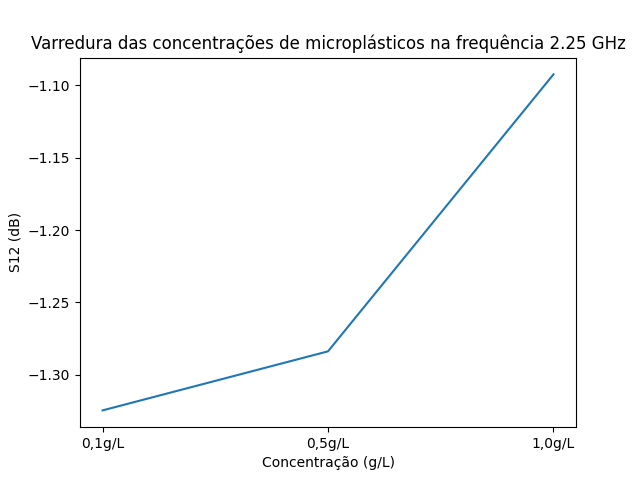 Varredura das concentrações de microplásticos na frequência 2.25 GHz
−1.10
−1.15
−1.20
−1.25
−1.30
S12 (dB)
0,1g/L 0,5g/L 1,0g/L
Concentração (g/L)